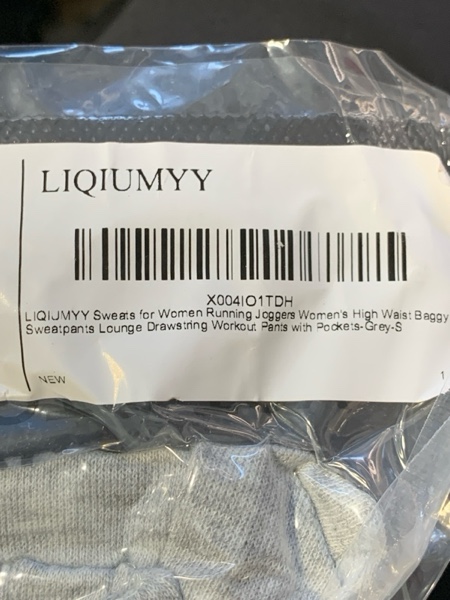 LIQIUMYY
X004IO1TDH
LIQIJMYY Sweats for Women Running Joggers Women's High Waist Baggy
Sweatpants Lounge Drawstring Workout Pants with Pockets-Grey-S
NEW
1